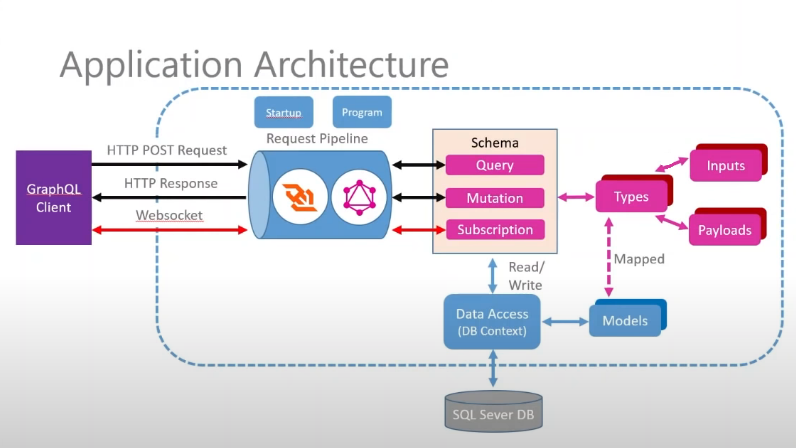 Application Architecture
Startup
Program
Request Pipeline
HTTP POST Request
HTTP Response
Websocket
GraphQL
Client
Schema
Query
Mutation
Subscription
Types
Inputs
Payloads
Mapped
Read/
Write
Data Access
(DB Context)
Models
SQL Sever DB